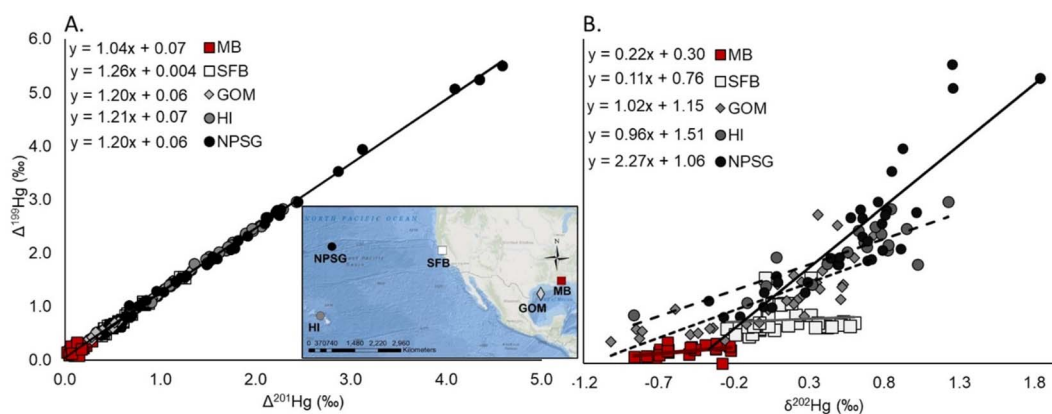 A.
6.0
5.0
4.0
3.0
2.0
1.0
0.0
Δ¹⁹⁹Hg (‰)
y = 1.04x + 0.07 MB
y = 1.26x + 0.004 SFB
y = 1.20x + 0.06 GOM
y = 1.21x + 0.07 HI
y = 1.20x + 0.06 NPSG
0.0 1.0 2.0 3.0 4.0 5.0
Δ²⁰¹Hg (‰)
NORTH PACIFIC OCEAN
N
NPSG
SFB
MB
GOM
HI
0 370740 1,480 2,220 2,960
Kilometers
B.
y = 0.22x + 0.30 MB
y = 0.11x + 0.76 SFB
y = 1.02x + 1.15 GOM
y = 0.96x + 1.51 HI
y = 2.27x + 1.06 NPSG
-1.2 -0.7 -0.2 0.3 0.8 1.3 1.8
δ²⁰²Hg (‰)